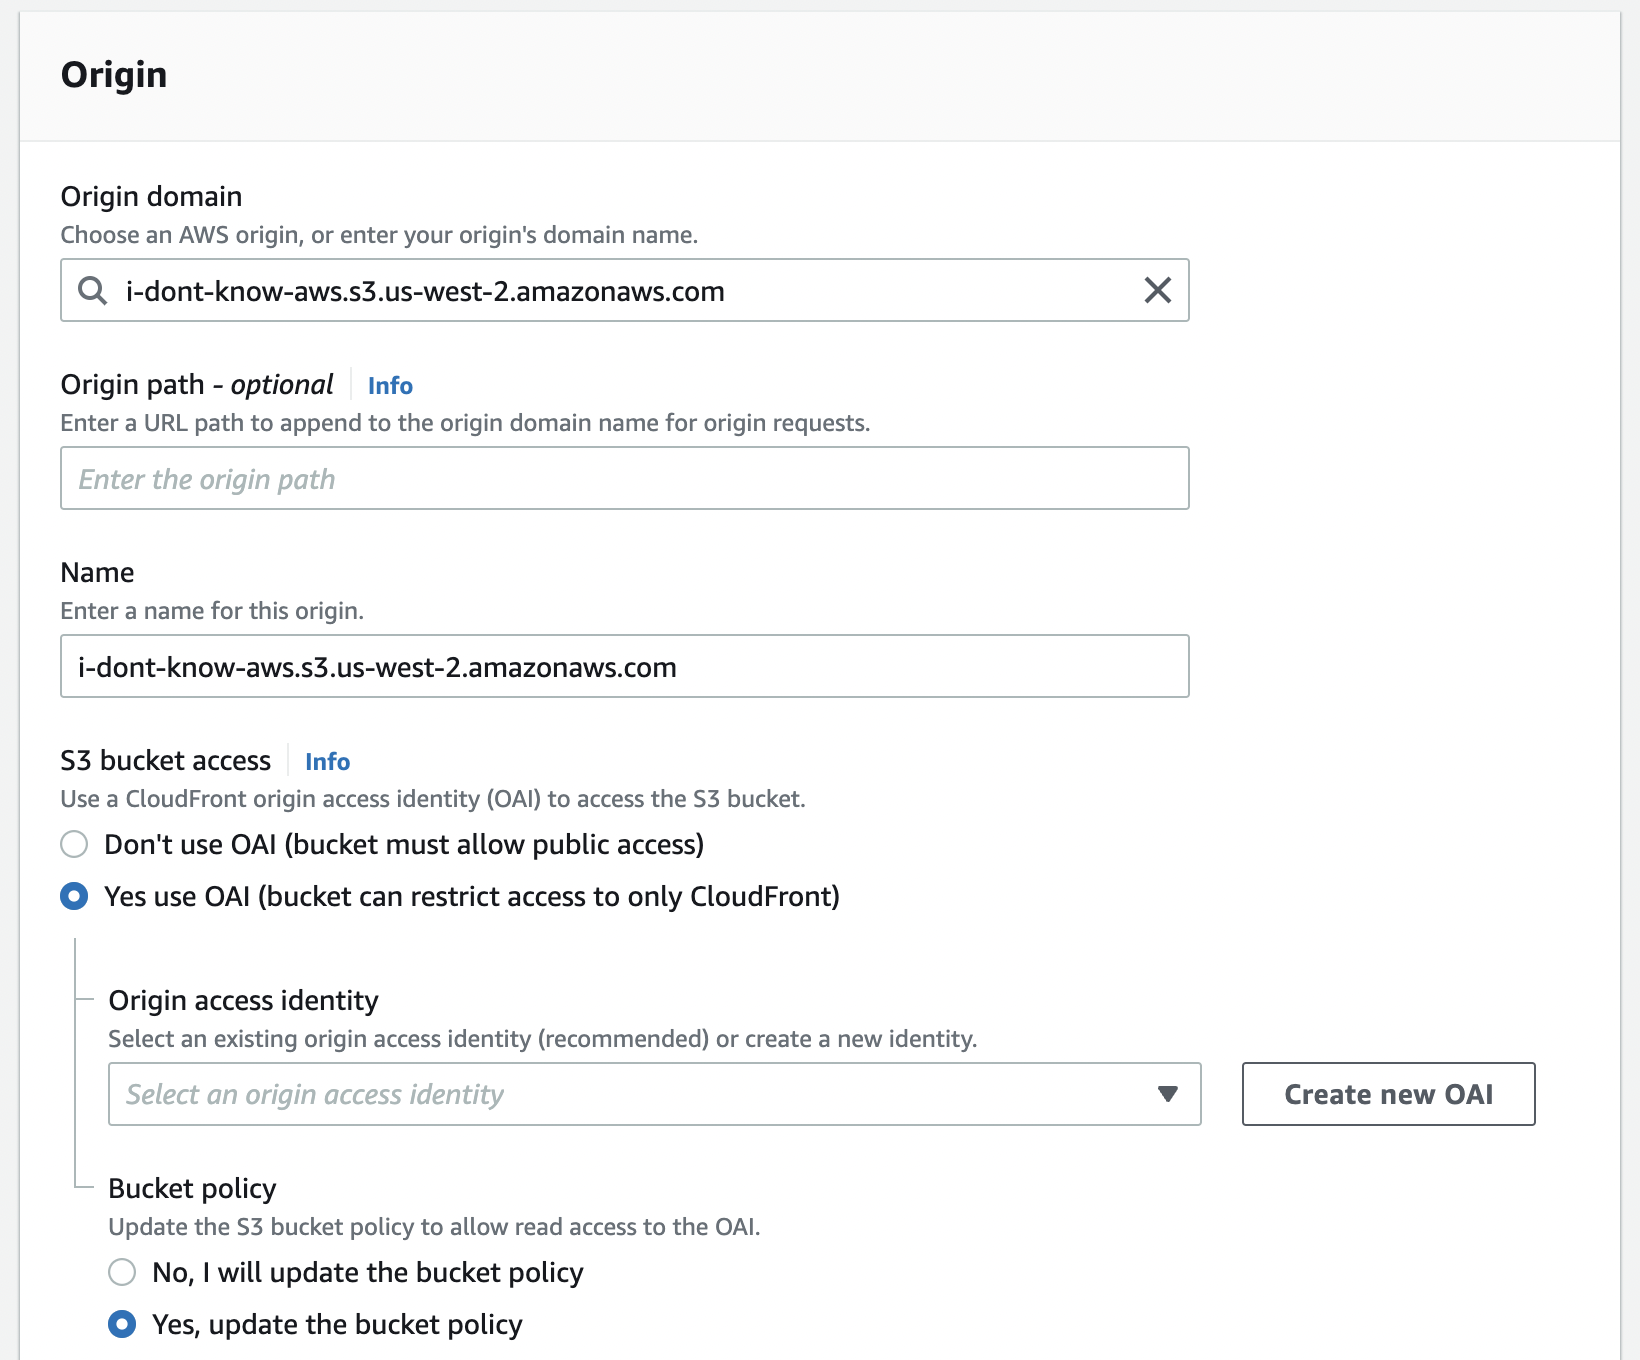 Origin
Origin domain
Choose an AWS origin, or enter your origin's domain name.
i-dont-know-aws.s3.us-west-2.amazonaws.com
Origin path - optional Info
Enter a URL path to append to the origin domain name for origin requests.
Enter the origin path
Name
Enter a name for this origin.
i-dont-know-aws.s3.us-west-2.amazonaws.com
S3 bucket access Info
Use a CloudFront origin access identity (OAI) to access the S3 bucket.
Don't use OAI (bucket must allow public access)
Yes use OAI (bucket can restrict access to only CloudFront)
Origin access identity
Select an existing origin access identity (recommended) or create a new identity.
Select an origin access identity Create new OAI
Bucket policy
Update the S3 bucket policy to allow read access to the OAI.
No, I will update the bucket policy
Yes, update the bucket policy